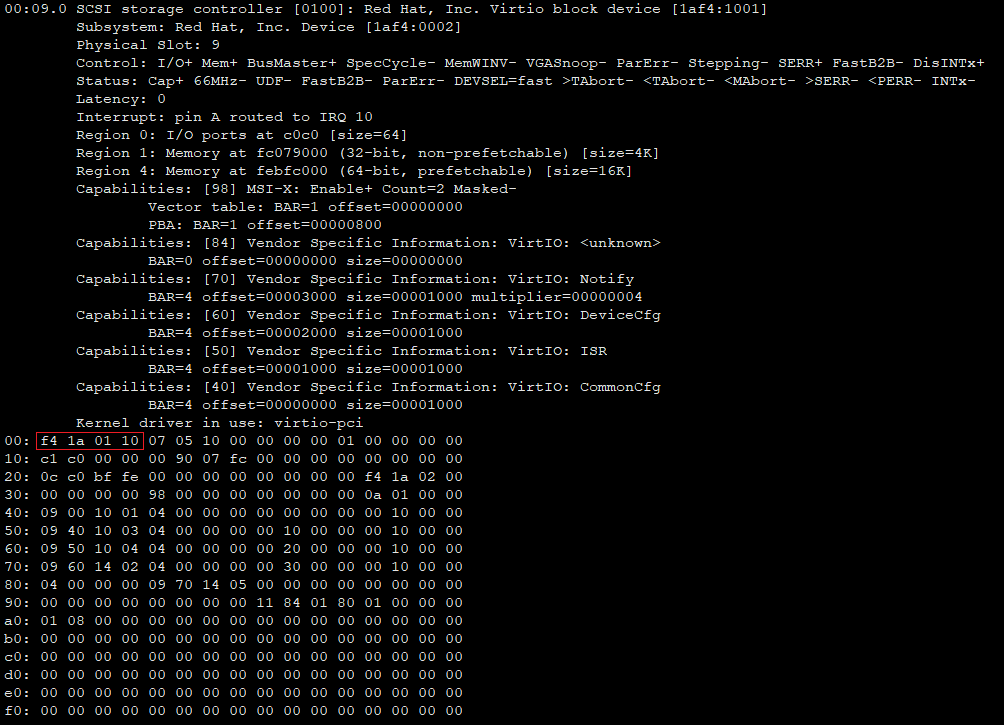 00:09.0 SCSI storage controller [0100]: Red Hat, Inc. Virtio block device [1af4:1001]
Subsystem: Red Hat, Inc. Device [1af4:0002]
Physical Slot: 9
Control: I/O+ Mem+ BusMaster+ SpecCycle- MemWINV- VGASnoop- ParErr- Stepping- SERR+ FastB2B- DisINTx+
Status: Cap+ 66MHz- UDF- FastB2B- ParErr- DEVSEL=fast >TAbort- <TAbort- <MAbort- >SERR- <PERR- INTx-
Latency: 0
Interrupt: pin A routed to IRQ 10
Region 0: I/O ports at c0c0 [size=64]
Region 1: Memory at fc079000 (32-bit, non-prefetchable) [size=4K]
Region 4: Memory at febfc000 (64-bit, prefetchable) [size=16K]
Capabilities: [98] MSI-X: Enable+ Count=2 Masked-
Vector table: BAR=1 offset=00000000
PBA: BAR=1 offset=00000800
Capabilities: [84] Vendor Specific Information: VirtIO: <unknown>
BAR=0 offset=00000000 size=00000000
Capabilities: [70] Vendor Specific Information: VirtIO: Notify
BAR=4 offset=00003000 size=00001000 multiplier=00000004
Capabilities: [60] Vendor Specific Information: VirtIO: DeviceCfg
BAR=4 offset=00002000 size=00001000
Capabilities: [50] Vendor Specific Information: VirtIO: ISR
BAR=4 offset=00001000 size=00001000
Capabilities: [40] Vendor Specific Information: VirtIO: CommonCfg
BAR=4 offset=00000000 size=00001000
Kernel driver in use: virtio-pci
00: f4 1a 01 10 07 05 10 00 00 00 00 01 00 00 00 00
10: c1 c0 00 00 00 90 07 fc 00 00 00 00 00 00 00 00
20: 0c c0 bf fe 00 00 00 00 00 00 00 00 f4 1a 02 00
30: 00 00 00 00 98 00 00 00 00 00 00 00 0a 01 00 00
40: 09 00 10 01 04 00 00 00 00 00 00 00 00 10 00 00
50: 09 40 10 03 04 00 00 00 00 10 00 00 00 10 00 00
60: 09 50 10 04 04 00 00 00 00 20 00 00 00 10 00 00
70: 09 60 14 02 04 00 00 00 00 30 00 00 00 10 00 00
80: 04 00 00 00 09 70 14 05 00 00 00 00 00 00 00 00
90: 00 00 00 00 00 00 00 00 11 84 01 80 01 00 00 00
a0: 01 08 00 00 00 00 00 00 00 00 00 00 00 00 00 00
b0: 00 00 00 00 00 00 00 00 00 00 00 00 00 00 00 00
c0: 00 00 00 00 00 00 00 00 00 00 00 00 00 00 00 00
d0: 00 00 00 00 00 00 00 00 00 00 00 00 00 00 00 00
e0: 00 00 00 00 00 00 00 00 00 00 00 00 00 00 00 00
f0: 00 00 00 00 00 00 00 00 00 00 00 00 00 00 00 00